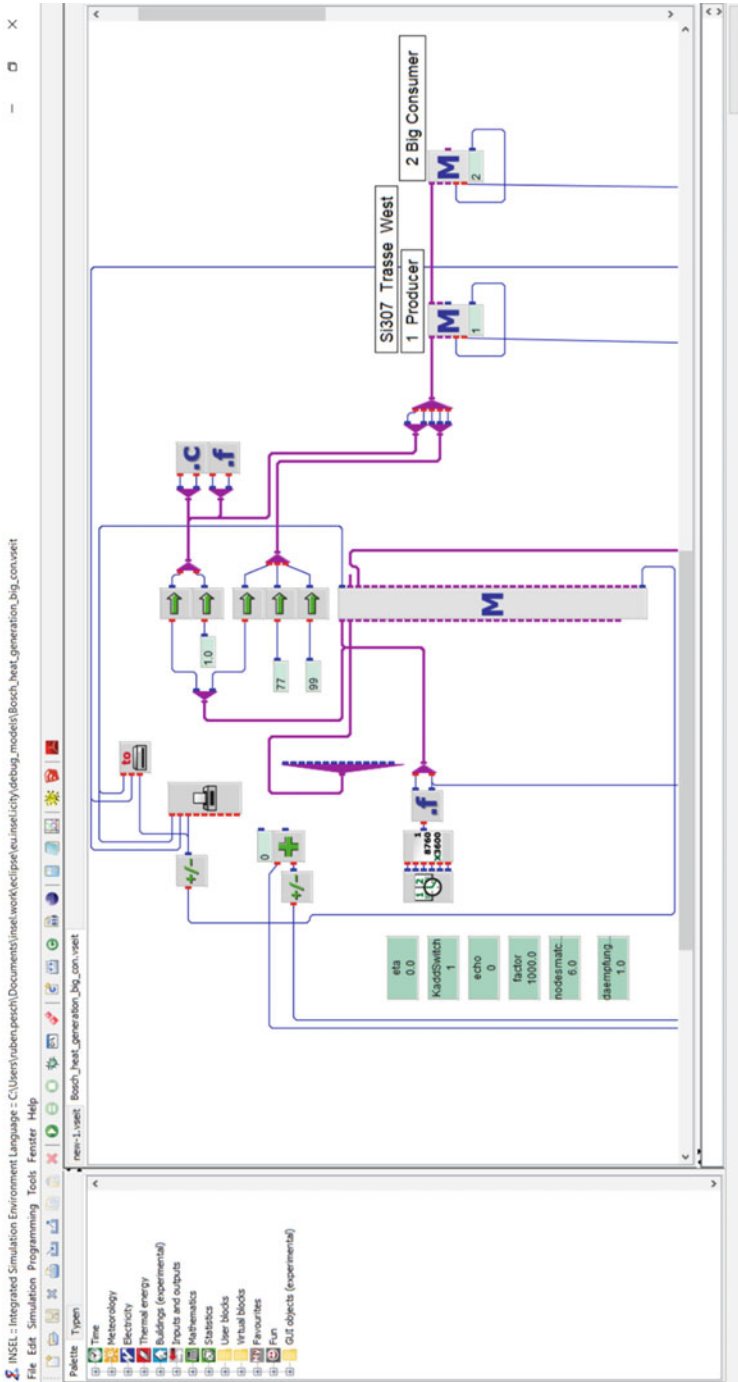 INSEL :: Integrated Simulation Environment Language :: C:\Users\ruben.pesch\Documents\insel.work\eclipse\eu.insel.icity\debug_models\Bosch_heat_generation_big_con.vseit
File Edit Simulation Programming Tools Fenster Help
Palette Typen
Time
Meteorology
Electricity
Thermal energy
Buildings (experimental)
Inputs and outputs
Mathematics
Statistics
User blocks
Virtual blocks
Favourites
Fun
GUI objects (experimental)
new-1.vseit Bosch_heat_generation_big_con.vseit
eta
0.0
KaddSwitch
1
echo
0
factor
1000.0
nodesmatc...
6.0
daempfung...
1.0
+/-
to
0
+/-
1 2
1
8760
X3600
.f
1.0
77
99
M
.c
.f
Si307 Trasse West
1 Producer
M
1
2 Big Consumer
M
2